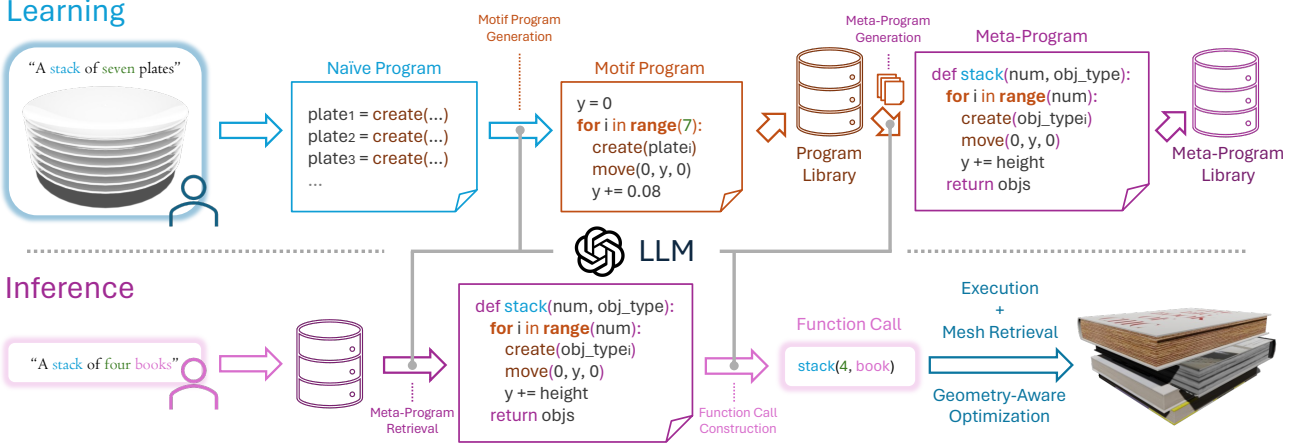 Learning
“A stack of seven plates”
Naïve Program
plate1 = create(...)
plate2 = create(...)
plate3 = create(...)
...
Motif Program
Generation
Motif Program
y = 0
for i in range(7):
create(platei)
move(0, y, 0)
y += 0.08
Program
Library
Meta-Program
Generation
Meta-Program
def stack(num, obj_type):
for i in range(num):
create(obj_typei)
move(0, y, 0)
y += height
return objs
Meta-Program
Library
LLM
Inference
“A stack of four books”
Meta-Program
Retrieval
def stack(num, obj_type):
for i in range(num):
create(obj_typei)
move(0, y, 0)
y += height
return objs
Function Call
Construction
Function Call
stack(4, book)
Execution
+
Mesh Retrieval
Geometry-Aware
Optimization